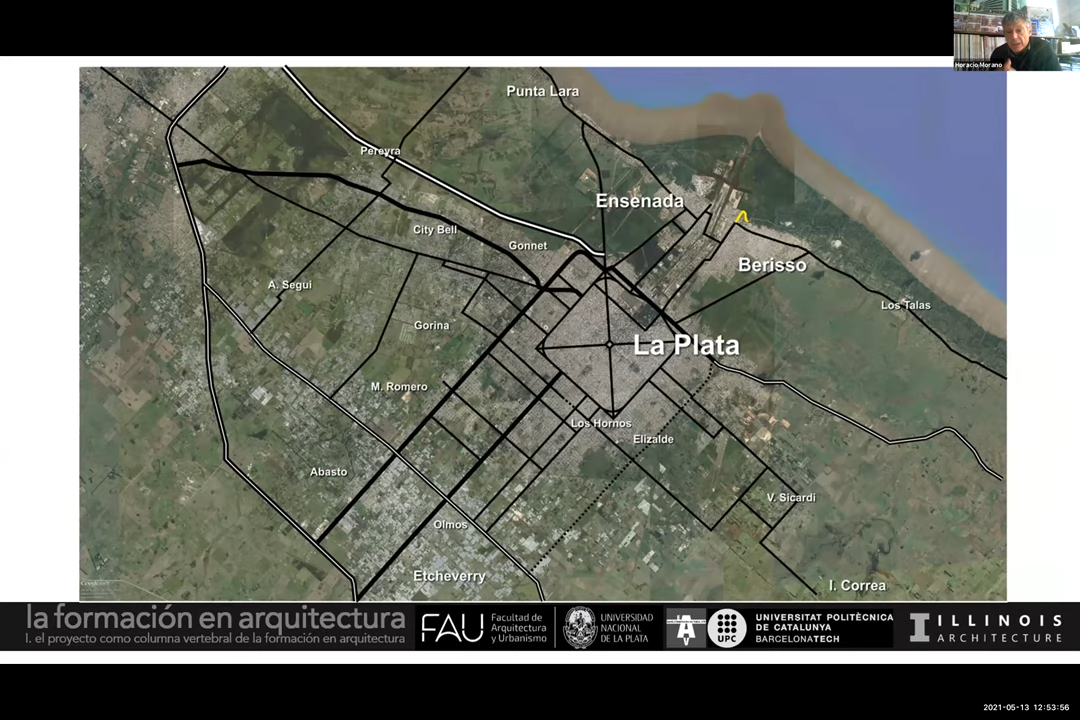 Horacio Morano
Punta Lara
Pereyra
Ensenada
City Bell
Gonnet
Berisso
A. Segui
Los Talas
Gorina
La Plata
M. Romero
Los Hornos
Elizalde
Abasto
V. Sicardi
Olmos
Etcheverry
I. Correa
la formación en arquitectura
I. el proyecto como columna vertebral de la formación en arquitectura
FAU
Facultad de
Arquitectura
y Urbanismo
UNIVERSIDAD
NACIONAL
DE LA PLATA
UPC
UNIVERSITAT POLITÈCNICA
DE CATALUNYA
BARCELONATECH
I ILLINOIS
ARCHITECTURE
2021-05-13 12:53:56